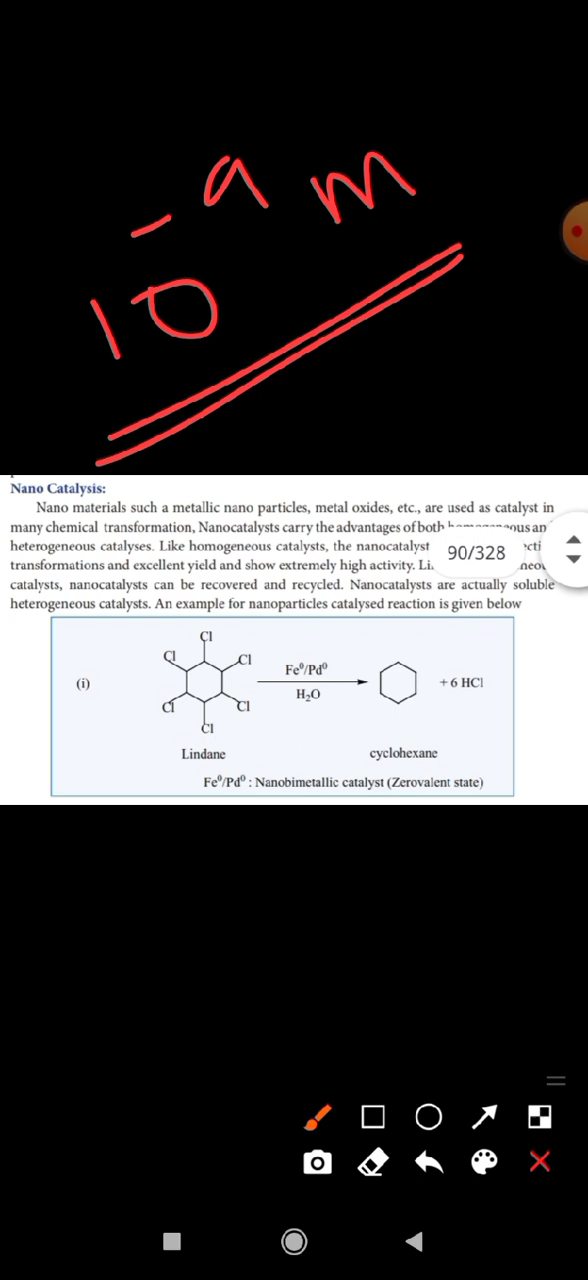 10⁻⁹ m
Nano Catalysis:
Nano materials such a metallic nano particles, metal oxides, etc., are used as catalyst in
many chemical transformation, Nanocatalysts carry the advantages of both
heterogeneous catalyses. Like homogeneous catalysts, the nanocatalyst
90/328
transformations and excellent yield and show extremely high activity.
catalysts, nanocatalysts can be recovered and recycled. Nanocatalysts are actually soluble
heterogeneous catalysts. An example for nanoparticles catalysed reaction is given below
Cl
Cl Cl
(i) Fe⁰/Pd⁰ + 6 HCl
H₂O
Cl Cl
Cl
Lindane cyclohexane
Fe⁰/Pd⁰ : Nanobimetallic catalyst (Zerovalent state)